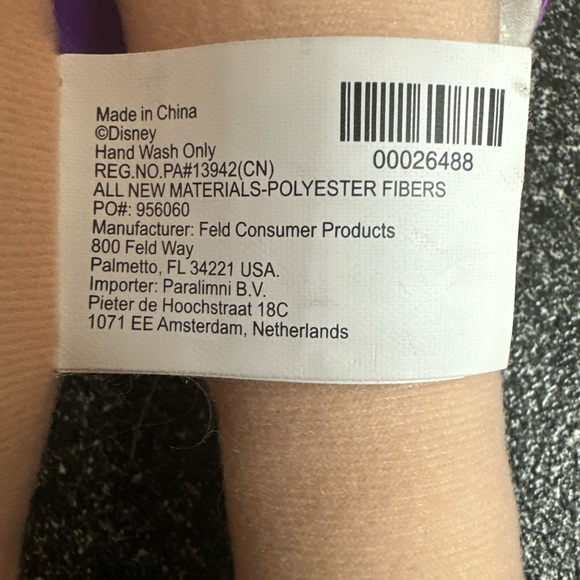 Made in China
©Disney
Hand Wash Only
REG.NO.PA#13942(CN)
ALL NEW MATERIALS-POLYESTER FIBERS
PO#: 956060
Manufacturer: Feld Consumer Products
800 Feld Way
Palmetto, FL 34221 USA.
Importer: Paralimni B.V.
Pieter de Hoochstraat 18C
1071 EE Amsterdam, Netherlands
00026488